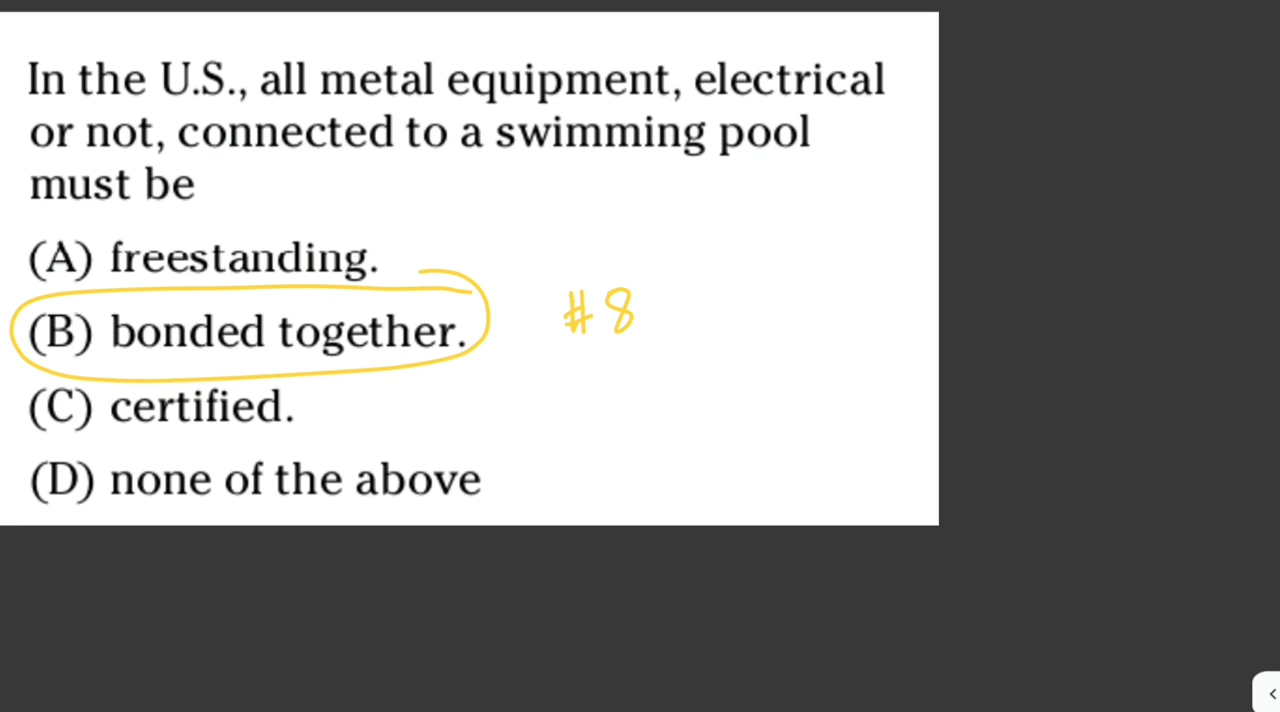 In the U.S., all metal equipment, electrical
or not, connected to a swimming pool
must be
(A) freestanding.
(B) bonded together.
#8
(C) certified.
(D) none of the above